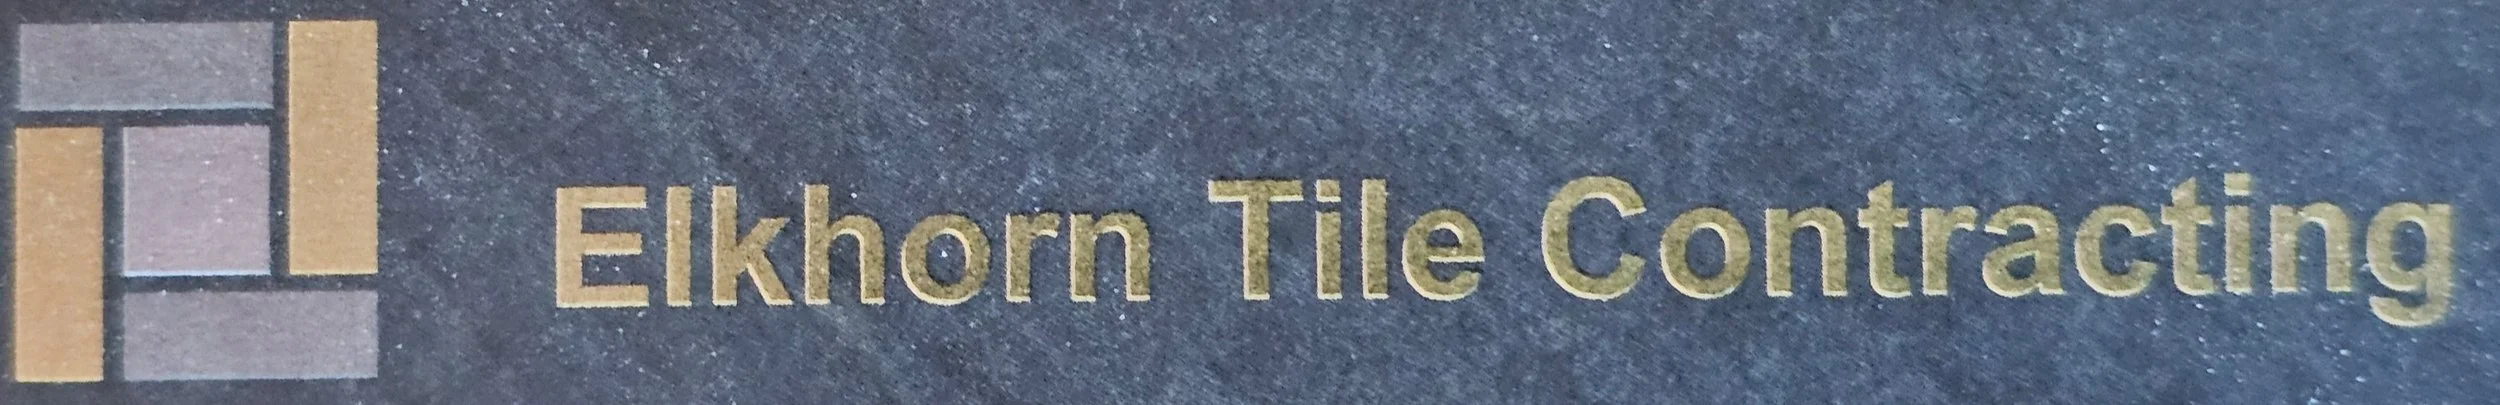 Elkhorn Tile Contracting